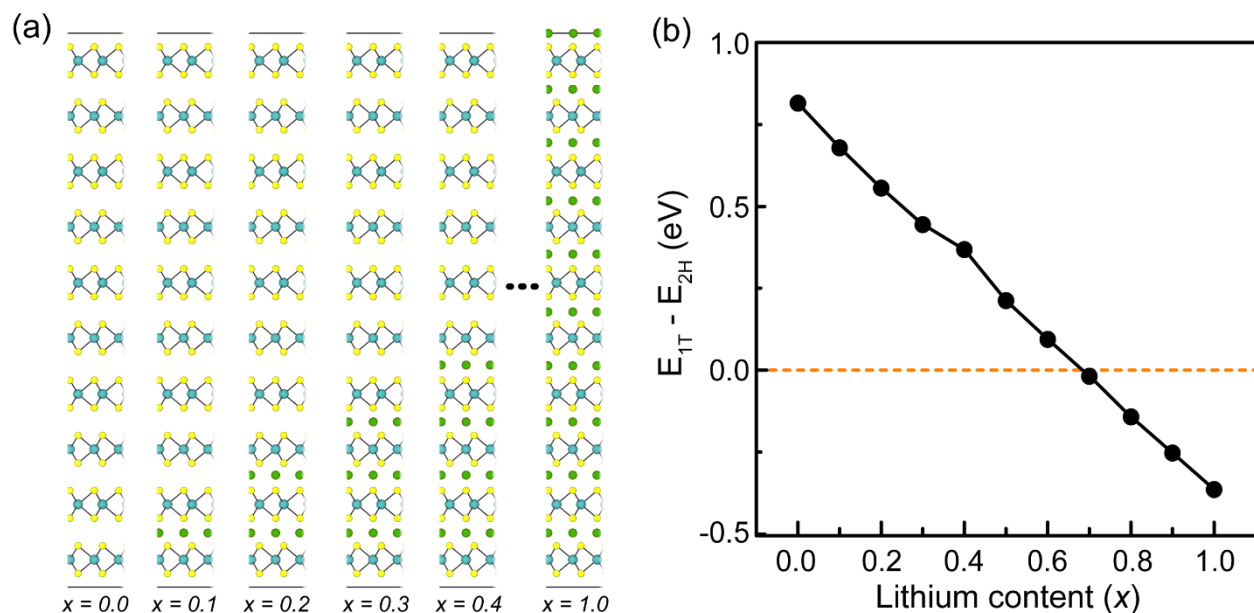 (a)
x = 0.0 x = 0.1 x = 0.2 x = 0.3 x = 0.4 x = 1.0
(b)
E1T - E2H (eV)
1.0
0.5
0.0
-0.5
0.0 0.2 0.4 0.6 0.8 1.0
Lithium content (x)